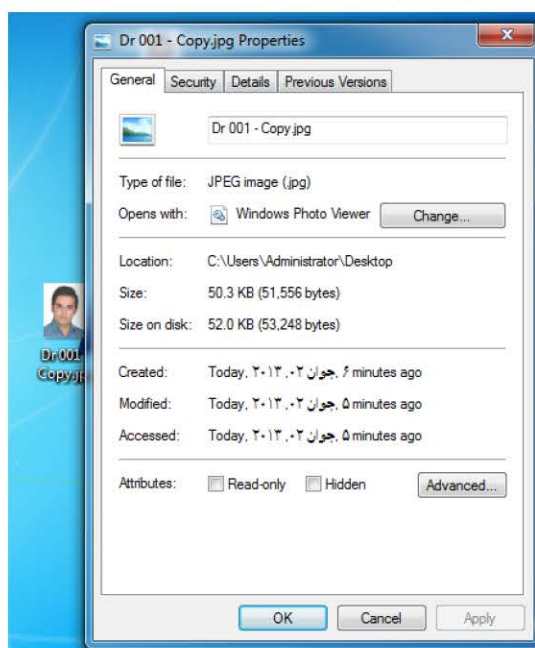 Dr 001 - Copy.jpg Properties
General Security Details Previous Versions
Dr 001 - Copy.jpg
Type of file: JPEG image (.jpg)
Opens with: Windows Photo Viewer Change...
Location: C:\Users\Administrator\Desktop
Size: 50.3 KB (51,556 bytes)
Size on disk: 52.0 KB (53,248 bytes)
Dr 001
Copy.jp
Created: Today, ۲۰۱۳ ,۰۲ جوان, ۶ minutes ago
Modified: Today, ۲۰۱۳ ,۰۲ جوان, ۵ minutes ago
Accessed: Today, ۲۰۱۳ ,۰۲ جوان, ۵ minutes ago
Attributes: Read-only Hidden Advanced...
OK Cancel Apply